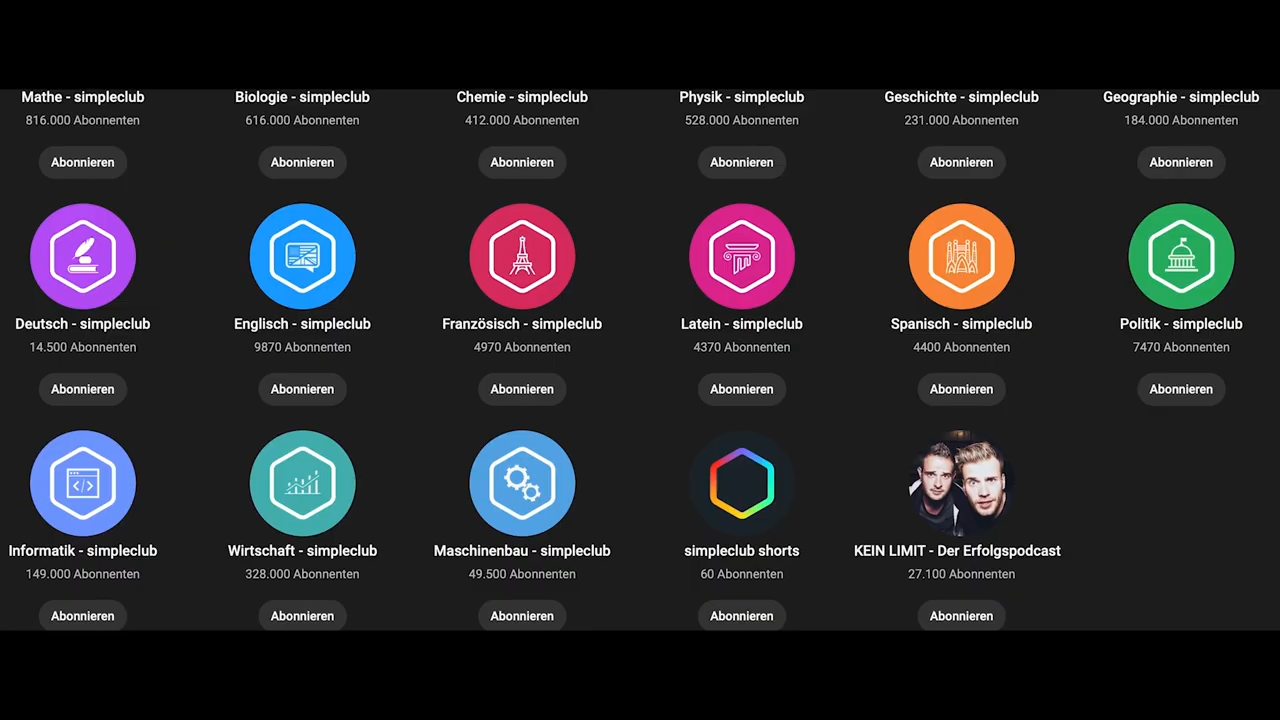 Mathe - simpleclub
Biologie - simpleclub
Chemie - simpleclub
Physik - simpleclub
Geschichte - simpleclub
Geographie - simpleclub
816.000 Abonnenten
616.000 Abonnenten
412.000 Abonnenten
528.000 Abonnenten
231.000 Abonnenten
184.000 Abonnenten
Abonnieren
Abonnieren
Abonnieren
Abonnieren
Abonnieren
Abonnieren
Deutsch - simpleclub
Englisch - simpleclub
Französisch - simpleclub
Latein - simpleclub
Spanisch - simpleclub
Politik - simpleclub
14.500 Abonnenten
9870 Abonnenten
4970 Abonnenten
4370 Abonnenten
4400 Abonnenten
7470 Abonnenten
Abonnieren
Abonnieren
Abonnieren
Abonnieren
Abonnieren
Abonnieren
Informatik - simpleclub
Wirtschaft - simpleclub
Maschinenbau - simpleclub
simpleclub shorts
KEIN LIMIT - Der Erfolgspodcast
149.000 Abonnenten
328.000 Abonnenten
49.500 Abonnenten
60 Abonnenten
27.100 Abonnenten
Abonnieren
Abonnieren
Abonnieren
Abonnieren
Abonnieren